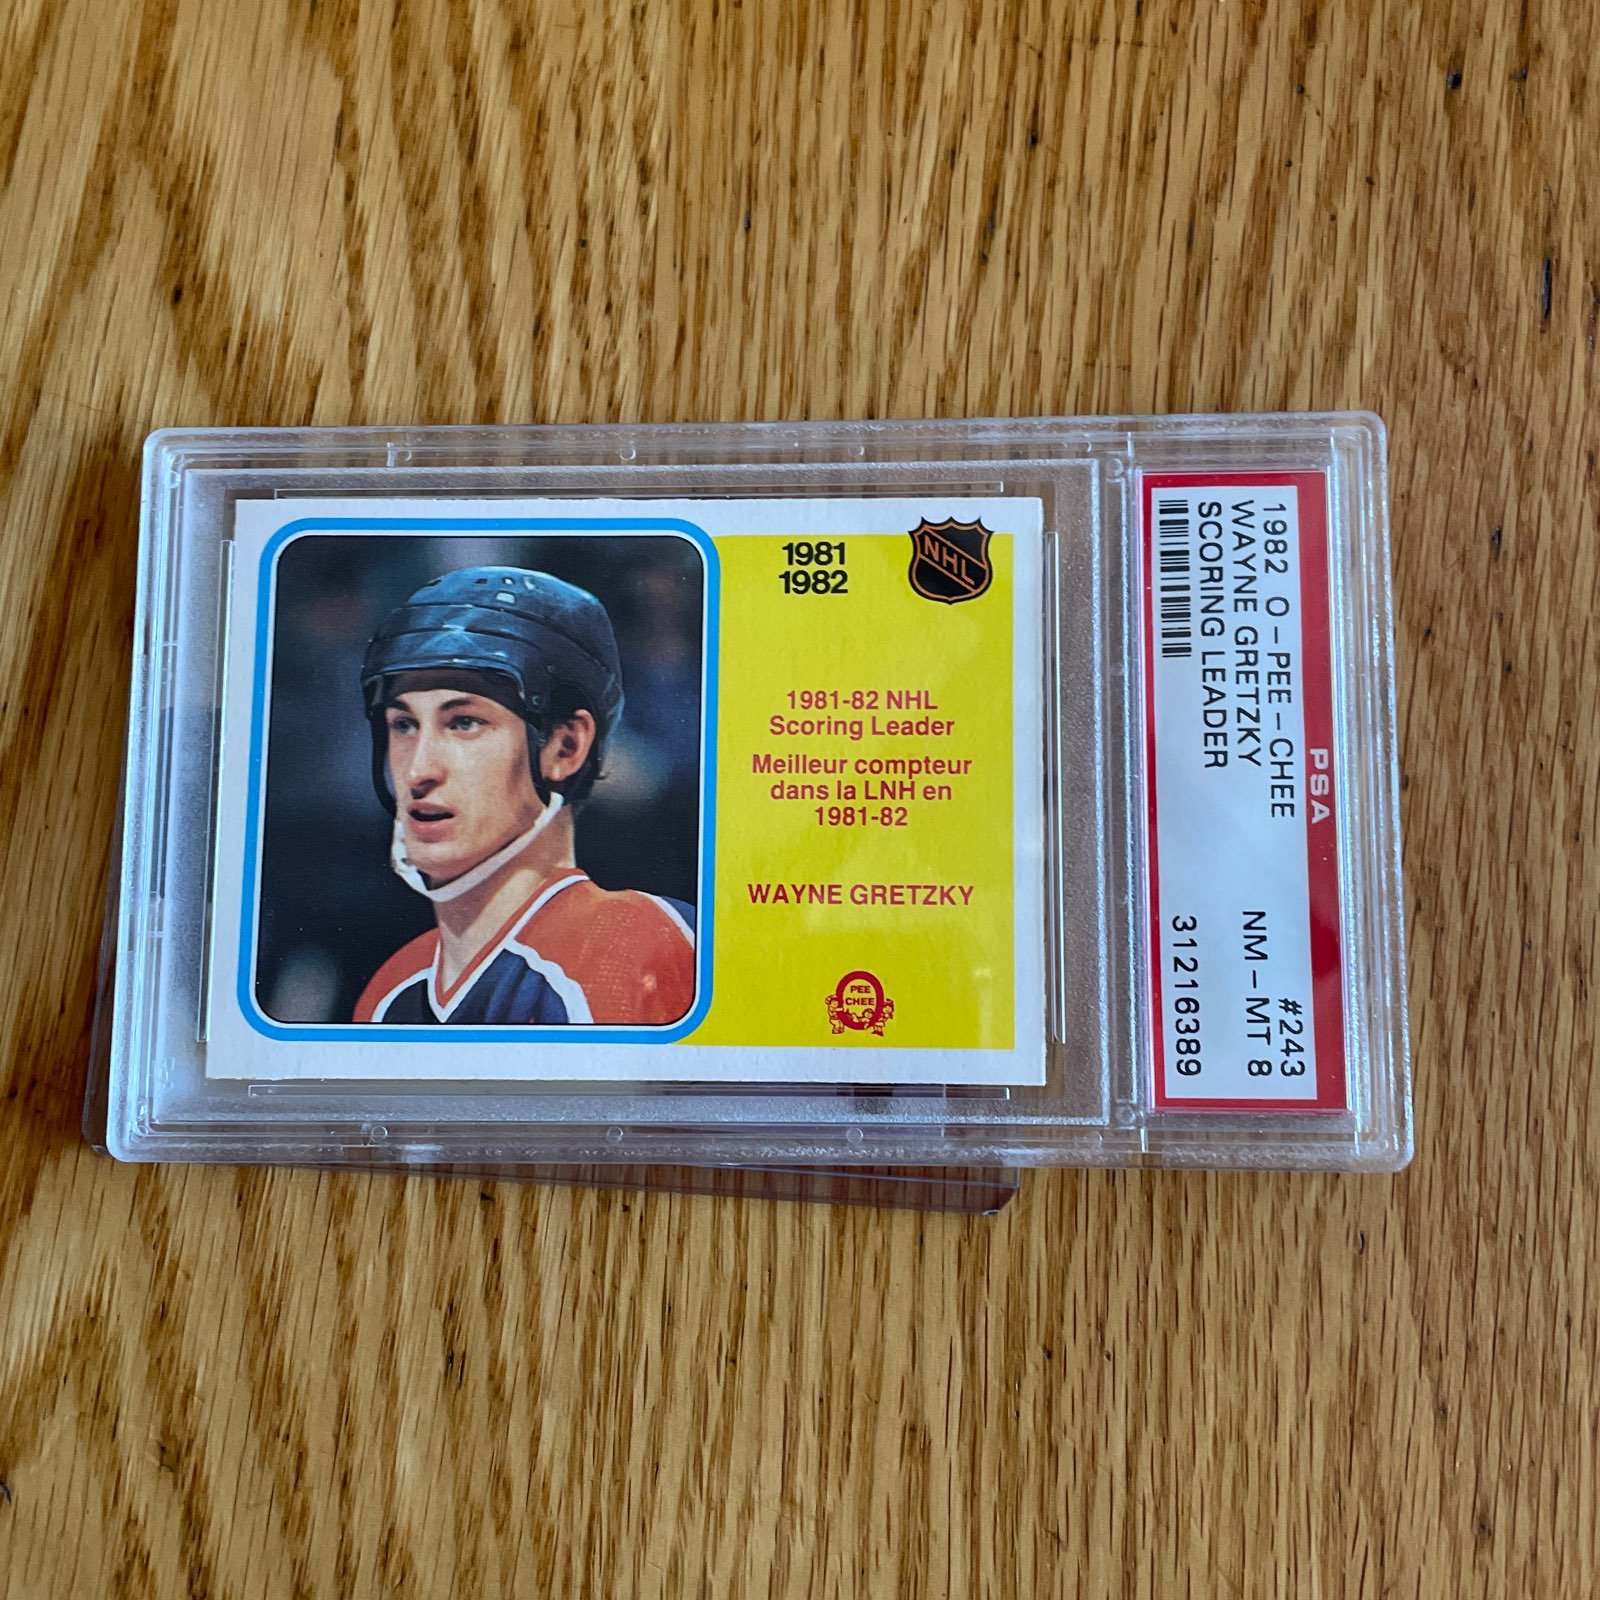 1981
1982
NHL
1981-82 NHL
Scoring Leader
Meilleur compteur
dans la LNH en
1981-82
WAYNE GRETZKY
PEE
CHEE
PSA
1982 O-PEE-CHEE #243
WAYNE GRETZKY NM-MT 8
SCORING LEADER
31216389